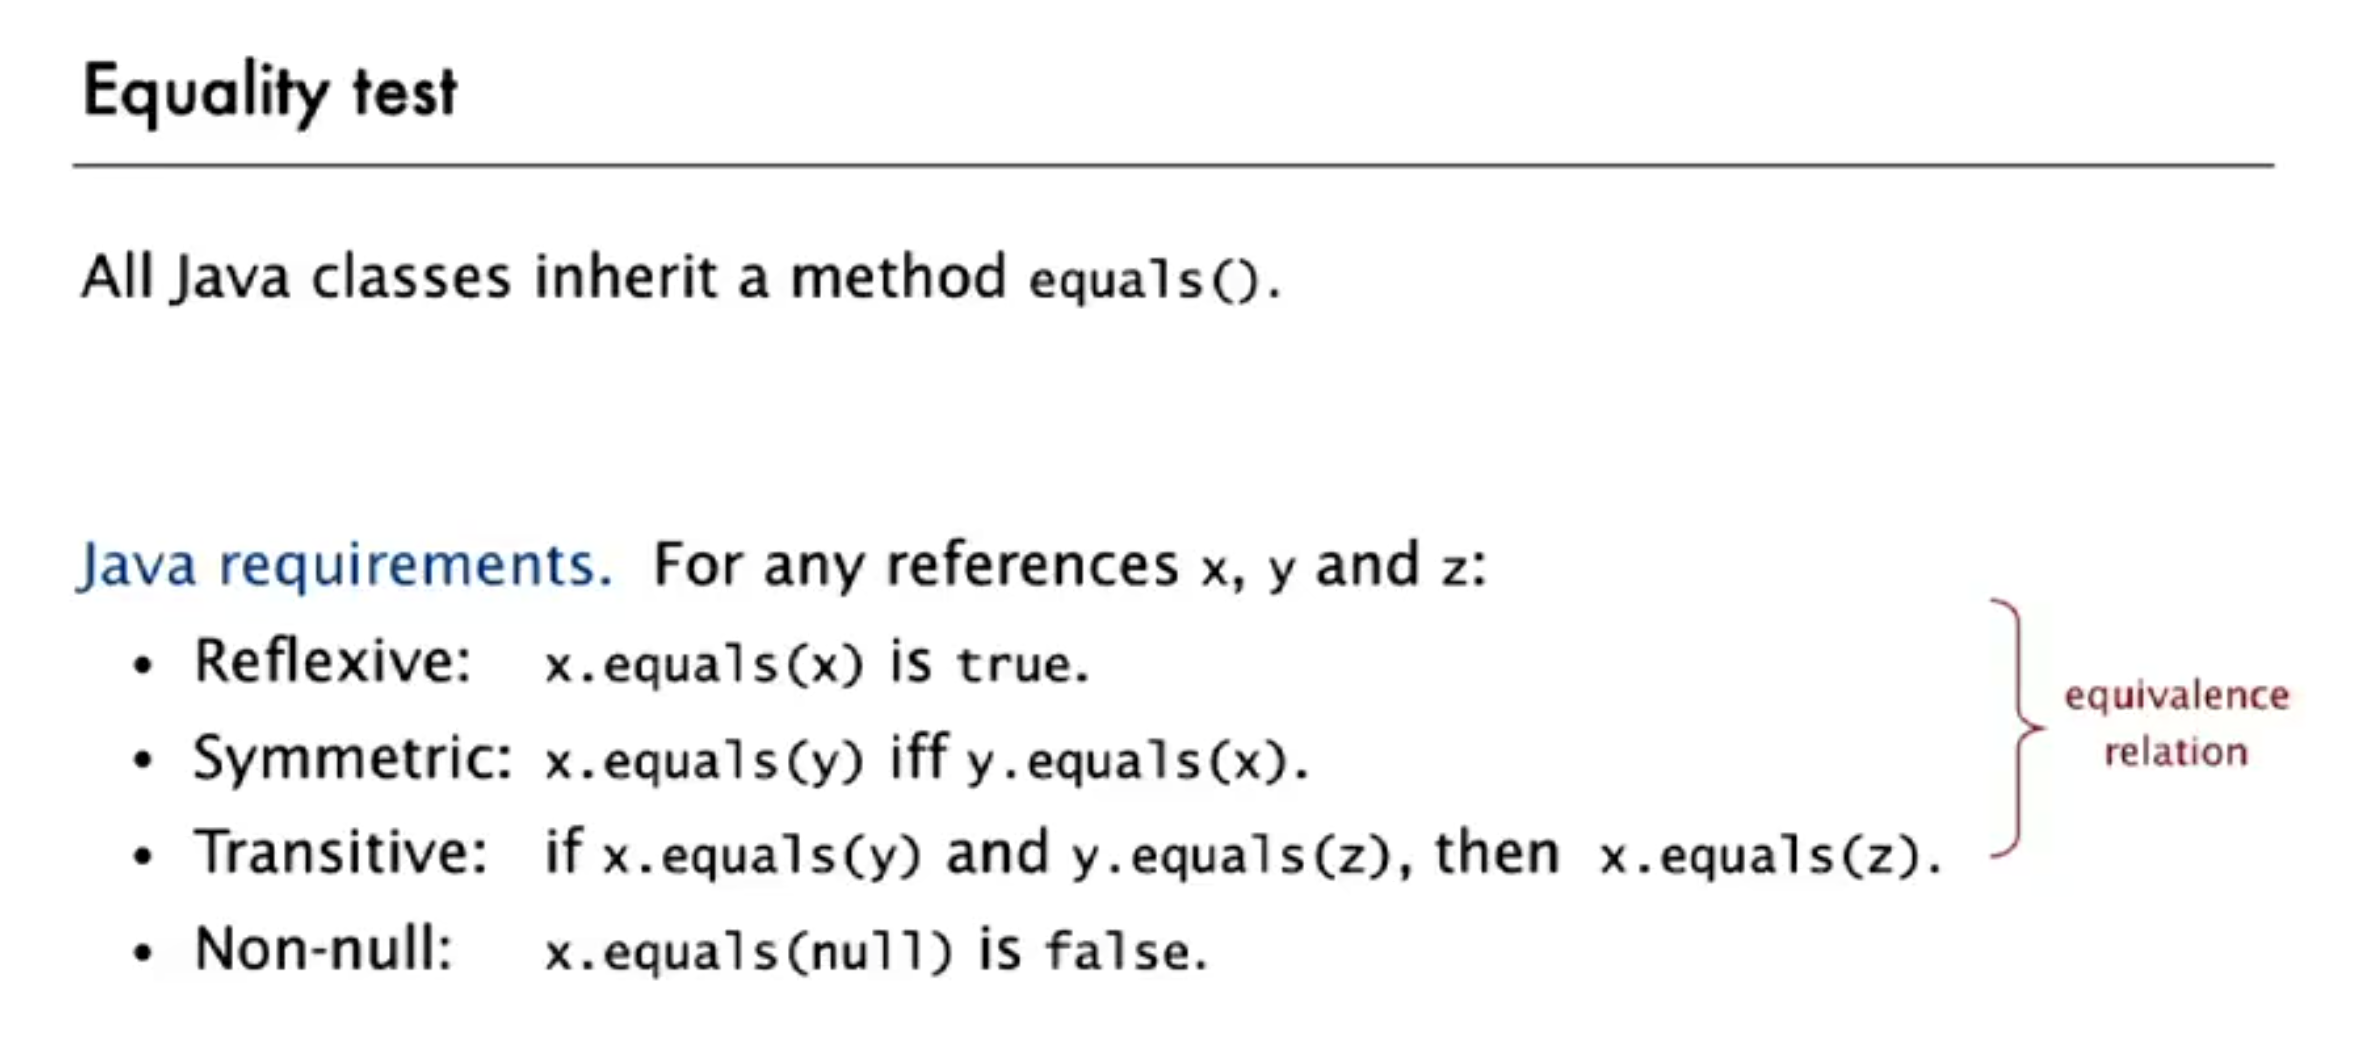 Equality test
All Java classes inherit a method equals().
Java requirements. For any references x, y and z:
• Reflexive: x.equals(x) is true.
• Symmetric: x.equals(y) iff y.equals(x).
• Transitive: if x.equals(y) and y.equals(z), then x.equals(z).
• Non-null: x.equals(null) is false.
equivalence
relation